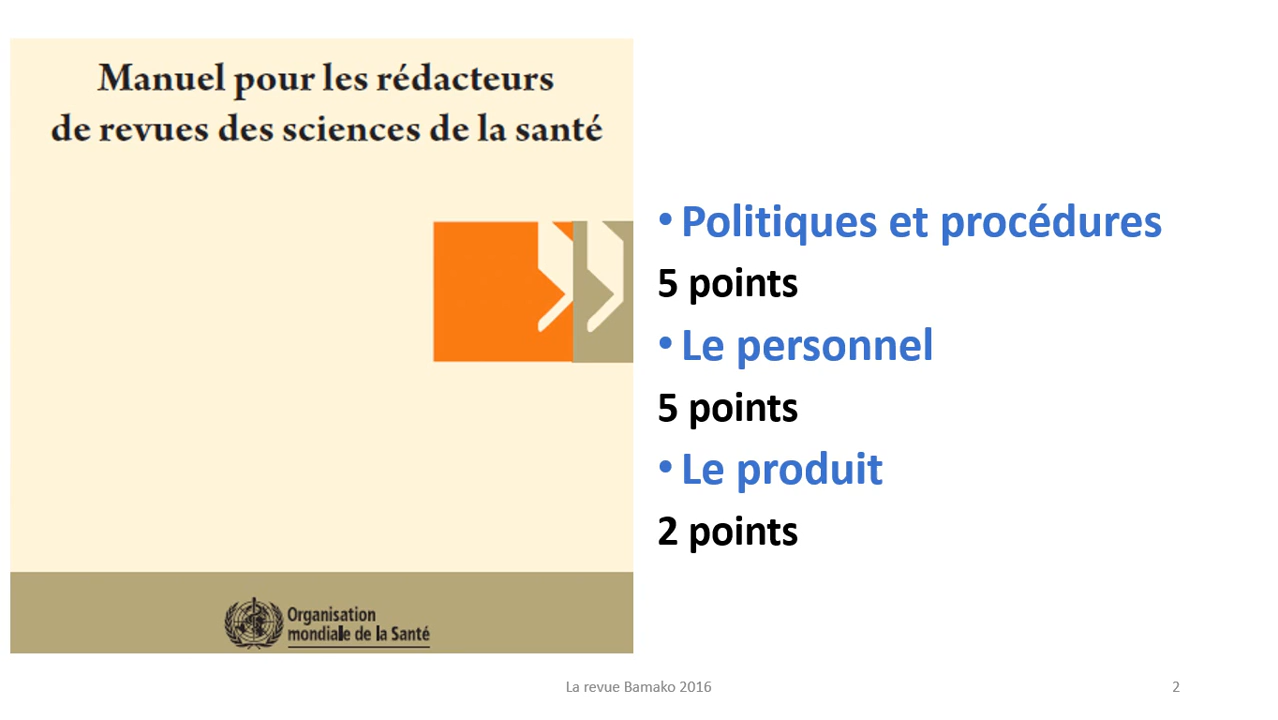 Manuel pour les rédacteurs
de revues des sciences de la santé
Organisation
mondiale de la Santé
• Politiques et procédures
5 points
• Le personnel
5 points
• Le produit
2 points
La revue Bamako 2016
2